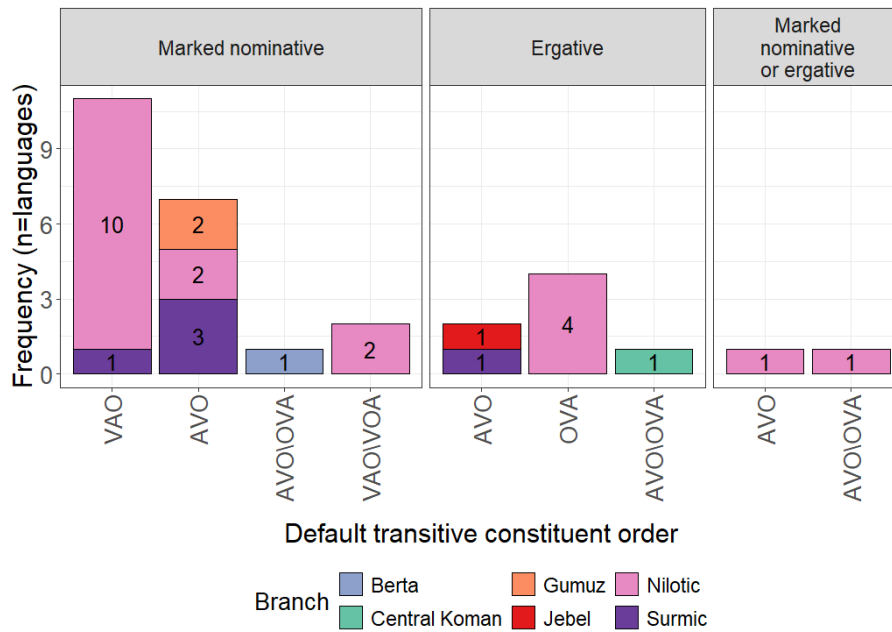 Marked nominative
Ergative
Marked
nominative
or ergative
Frequency (n=languages)
9
6
3
0
10
1
2
2
3
1
2
1
1
4
1
1
1
VAO
AVO
AVO\OVA
VAO\VOA
AVO
OVA
AVO\OVA
AVO
AVO\OVA
Default transitive constituent order
Branch
Berta
Gumuz
Nilotic
Central Koman
Jebel
Surmic